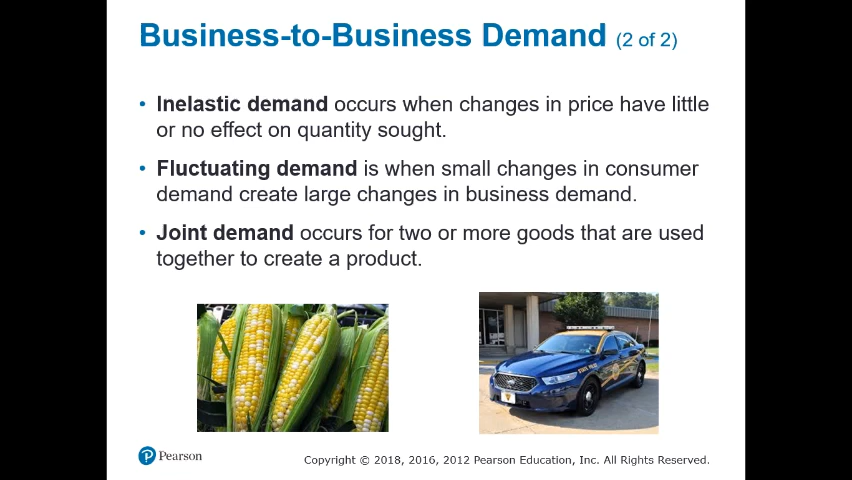 Business-to-Business Demand (2 of 2)
• Inelastic demand occurs when changes in price have little
or no effect on quantity sought.
• Fluctuating demand is when small changes in consumer
demand create large changes in business demand.
• Joint demand occurs for two or more goods that are used
together to create a product.
STATE POLICE
P Pearson
Copyright © 2018, 2016, 2012 Pearson Education, Inc. All Rights Reserved.